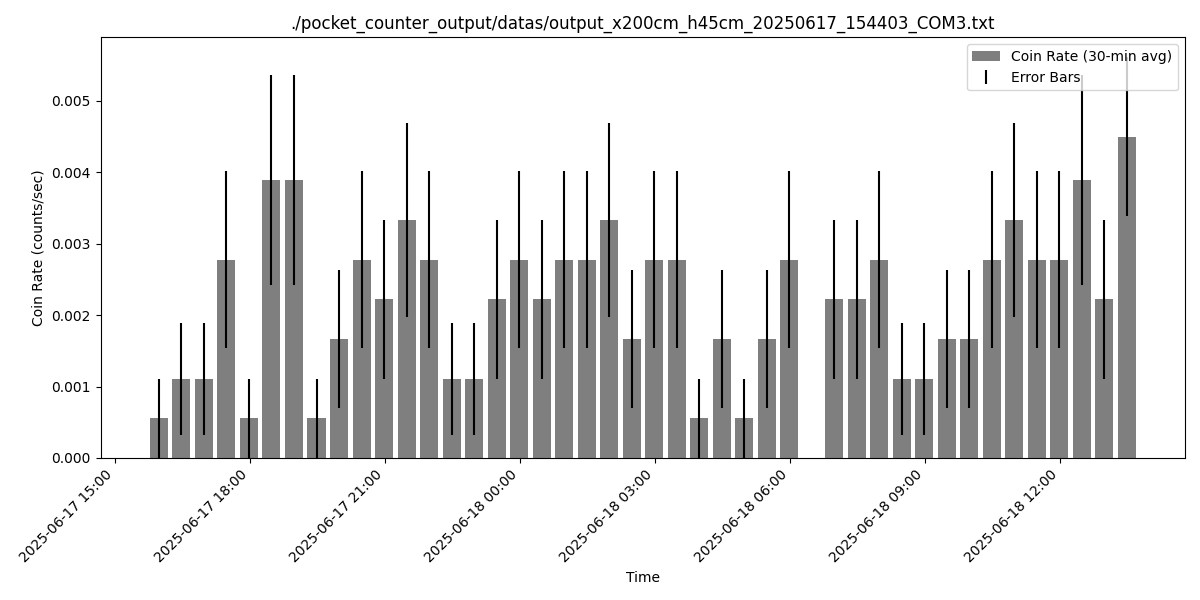 ./pocket_counter_output/datas/output_x200cm_h45cm_20250617_154403_COM3.txt
Coin Rate (30-min avg)
Error Bars
Coin Rate (counts/sec)
0.005
0.004
0.003
0.002
0.001
0.000
2025-06-17 15:00
2025-06-17 18:00
2025-06-17 21:00
2025-06-18 00:00
2025-06-18 03:00
2025-06-18 06:00
2025-06-18 09:00
2025-06-18 12:00
Time